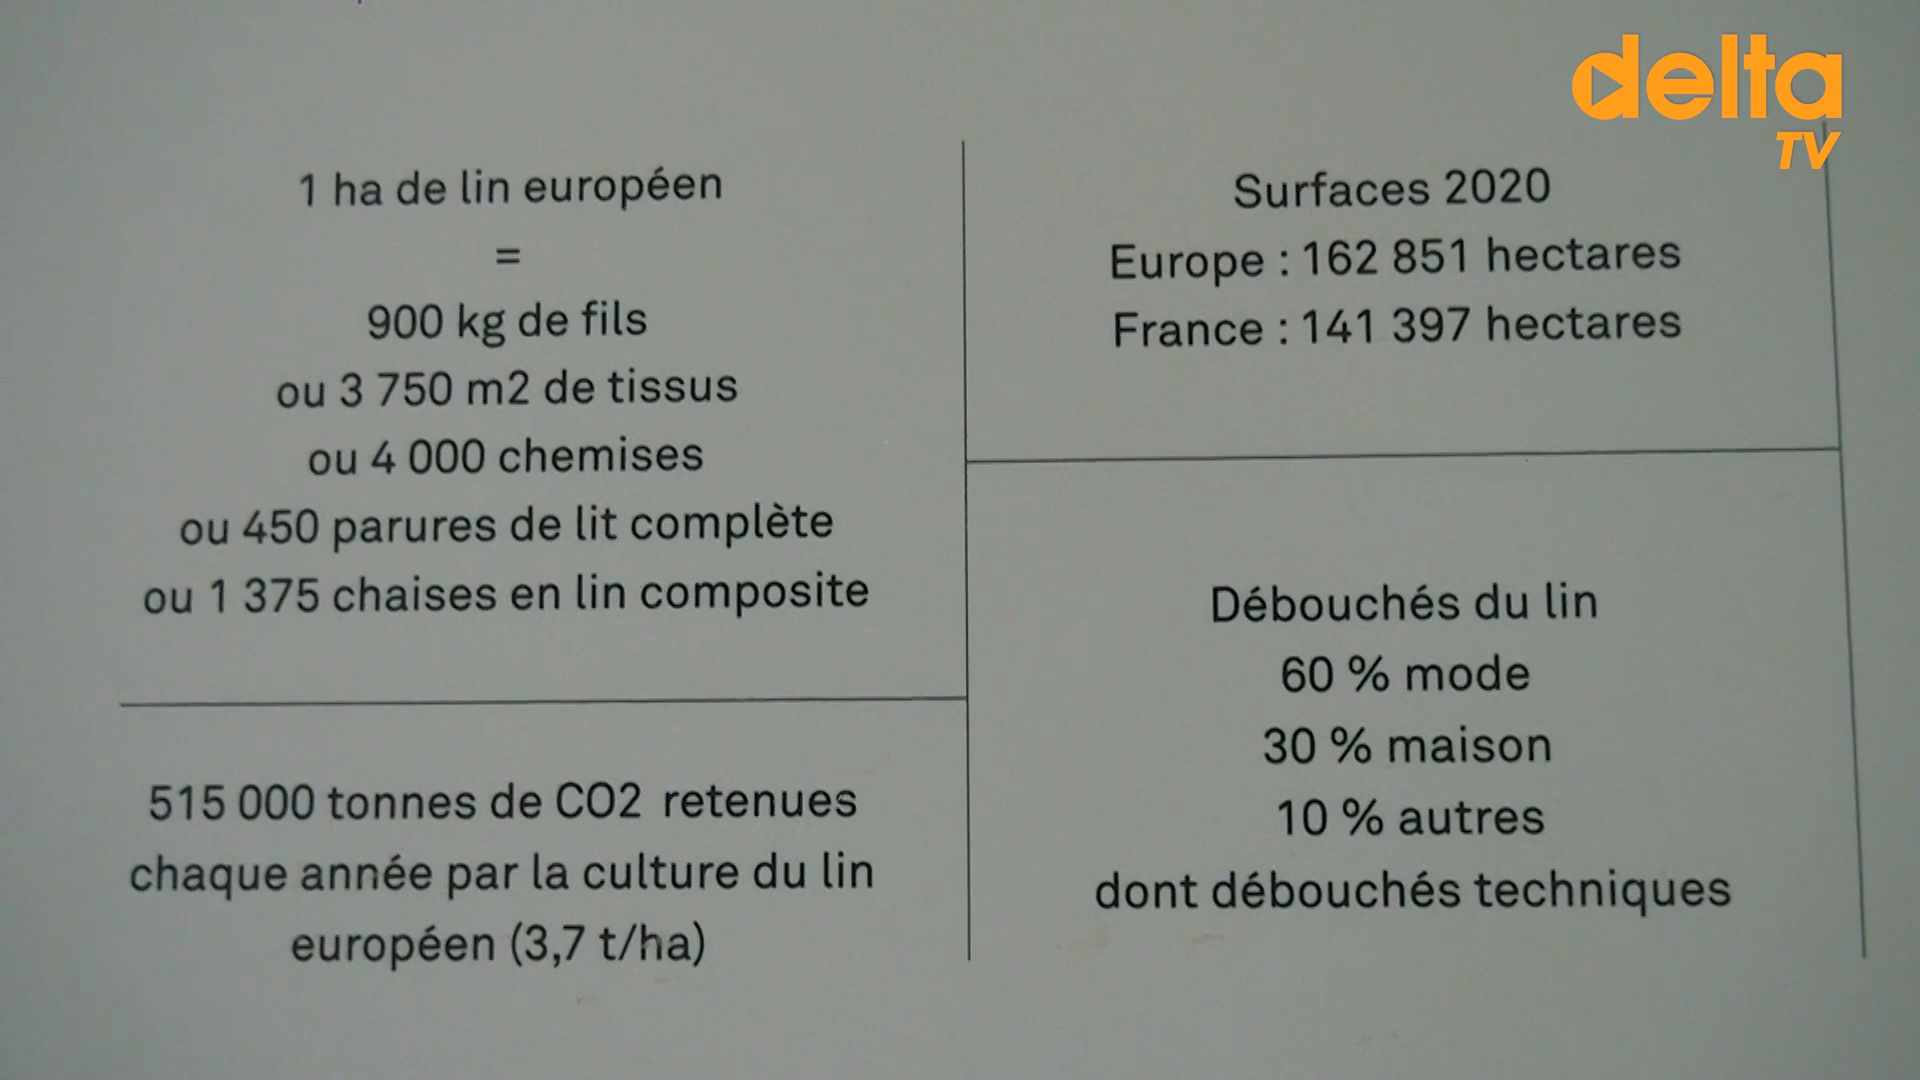 delta
TV
1 ha de lin européen
=
900 kg de fils
ou 3 750 m2 de tissus
ou 4 000 chemises
ou 450 parures de lit complète
ou 1 375 chaises en lin composite
515 000 tonnes de CO2 retenues
chaque année par la culture du lin
européen (3,7 t/ha)
Surfaces 2020
Europe : 162 851 hectares
France : 141 397 hectares
Débouchés du lin
60 % mode
30 % maison
10 % autres
dont débouchés techniques